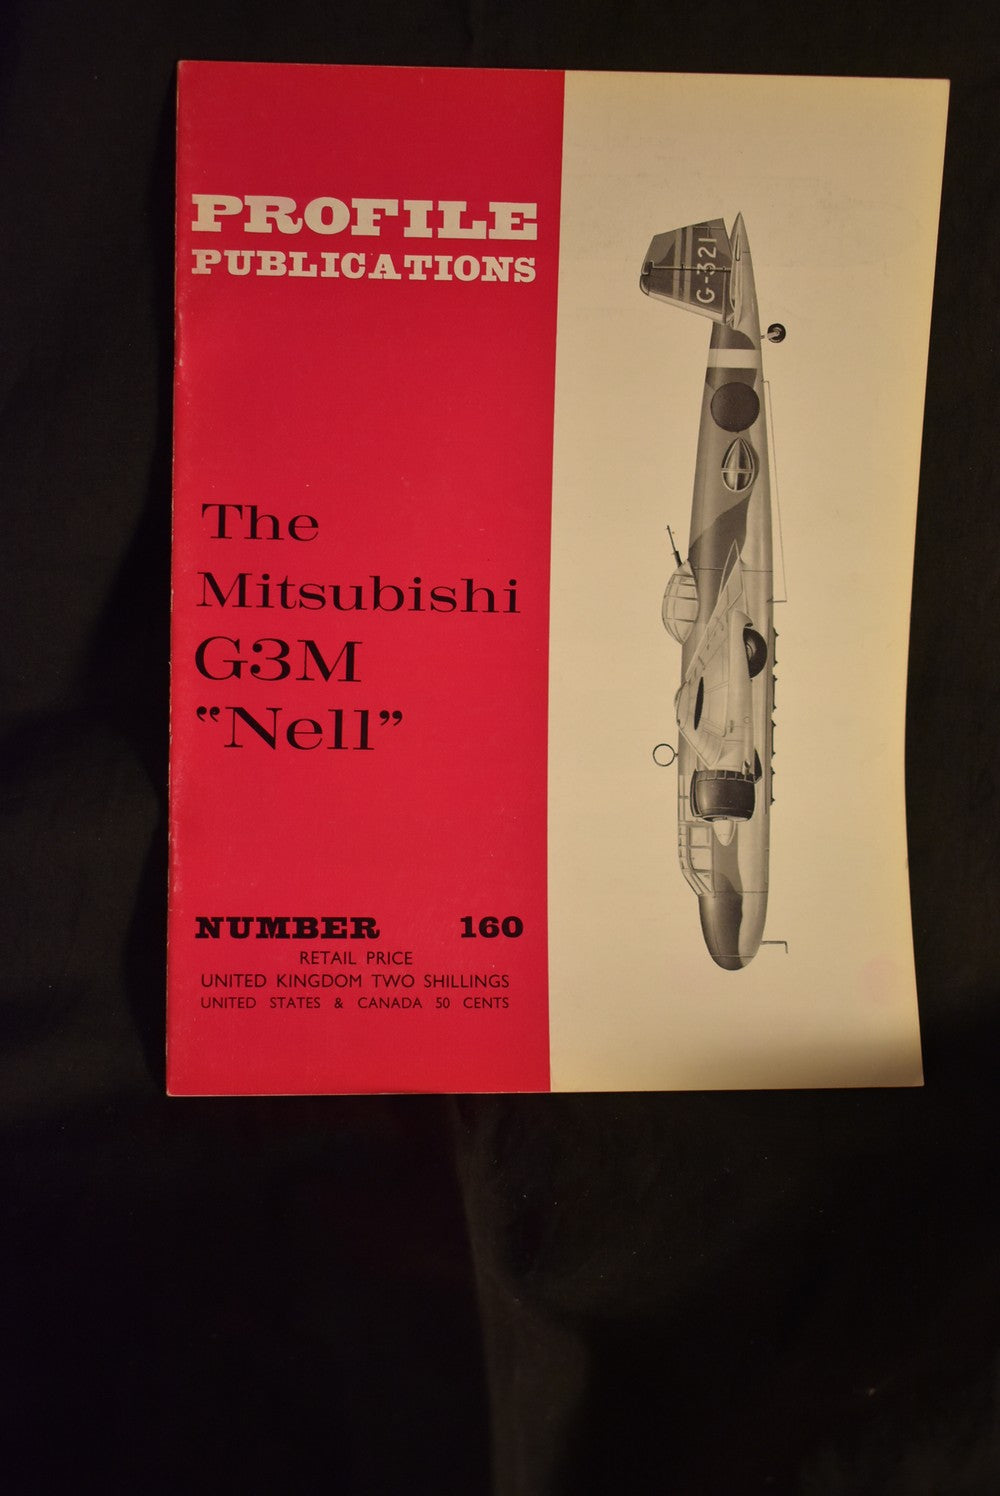 PROFILE
PUBLICATIONS
The
Mitsubishi
G3M
“Nell”
NUMBER 160
RETAIL PRICE
UNITED KINGDOM TWO SHILLINGS
UNITED STATES & CANADA 50 CENTS
G-321